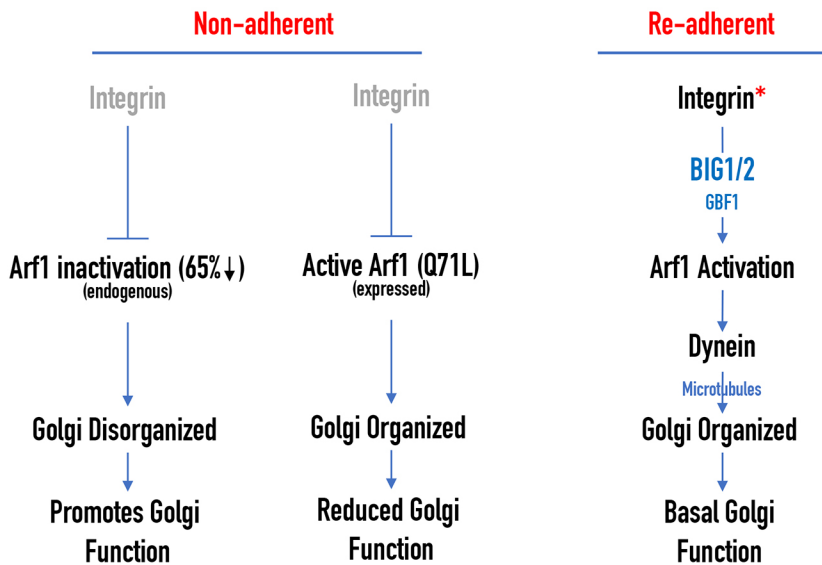 Non-adherent
Integrin
Arf1 inactivation (65%↓)
(endogenous)
Golgi Disorganized
Promotes Golgi
Function
Integrin
Active Arf1 (Q71L)
(expressed)
Golgi Organized
Reduced Golgi
Function
Re-adherent
Integrin*
BIG1/2
GBF1
Arf1 Activation
Dynein
Microtubules
Golgi Organized
Basal Golgi
Function